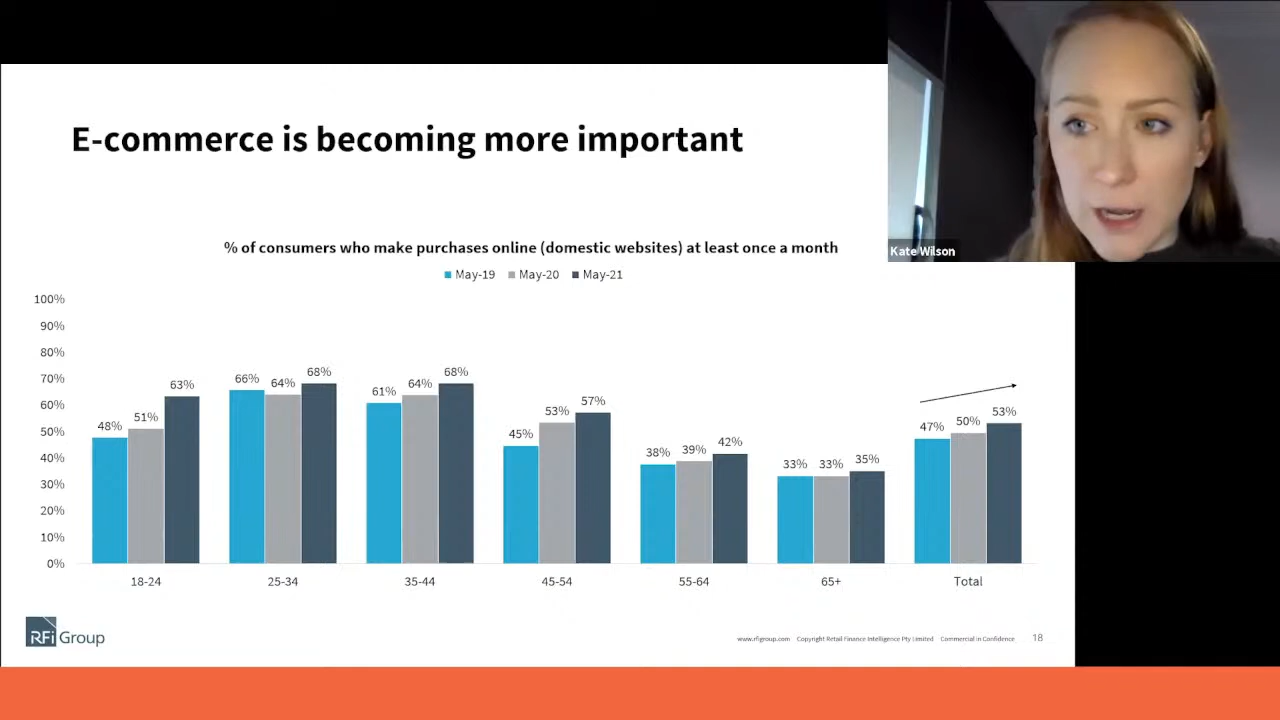 E-commerce is becoming more important
Kate Wilson
% of consumers who make purchases online (domestic websites) at least once a month
May-19 May-20 May-21
100%
90%
80%
70%
60%
50%
40%
30%
20%
10%
0%
48% 51% 63%
66% 64% 68%
61% 64% 68%
45% 53% 57%
38% 39% 42%
33% 33% 35%
47% 50% 53%
18-24 25-34 35-44 45-54 55-64 65+ Total
RFi Group
www.rfigroup.com Copyright Retail Finance Intelligence Pty Limited Commercial in Confidence 18